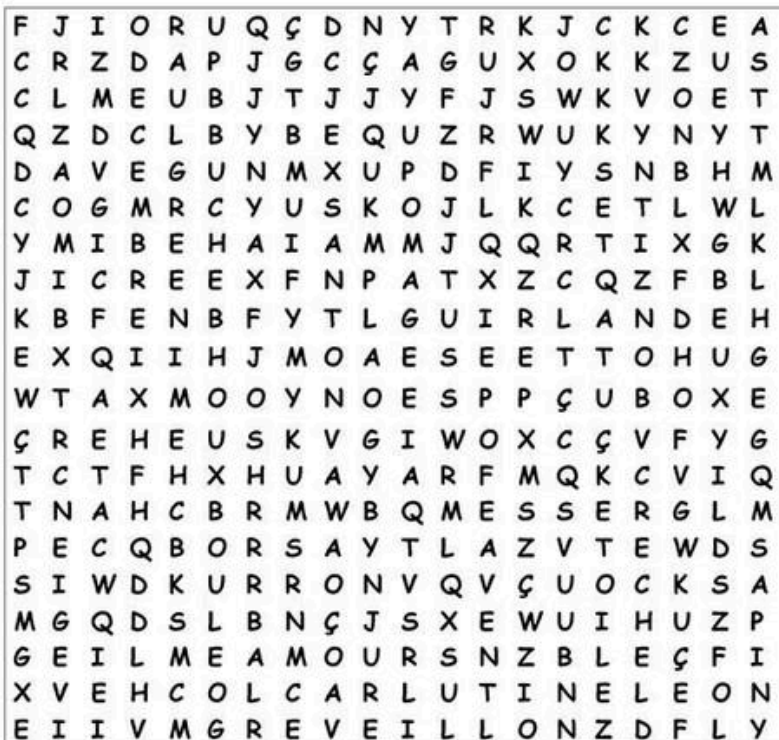 F J I O R U Q Ç D N Y T R K J C K C E A
C R Z D A P J G C Ç A G U X O K K Z U S
C L M E U B J T J J Y F J S W K V O E T
Q Z D C L B Y B E Q U Z R W U K Y N Y T
D A V E G U N M X U P D F I Y S N B H M
C O G M R C Y U S K O J L K C E T L W L
Y M I B E H A I A M M J Q Q R T I X G K
J I C R E E X F N P A T X Z C Q Z F B L
K B F E N B F Y T L G U I R L A N D E H
E X Q I I H J M O A E S E E T T O H U G
W T A X M O O Y N O E S P P Ç U B O X E
Ç R E H E U S K V G I W O X C Ç V F Y G
T C T F H X H U A Y A R F M Q K C V I Q
T N A H C B R M W B Q M E S S E R G L M
P E C Q B O R S A Y T L A Z V T E W D S
S I W D K U R R O N V Q V Ç U O C K S A
M G Q D S L B N Ç J S X E W U I H U Z P
G E I L M E A M O U R S N Z B L E Ç F I
X V E H C O L C A R L U T I N E L E O N
E I I V M G R E V E I L L O N Z D F L Y